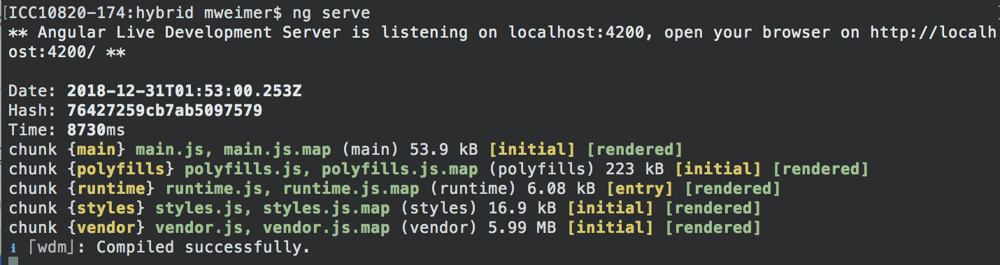 [ICC10820-174:hybrid mweimer$ ng serve
** Angular Live Development Server is listening on localhost:4200, open your browser on http://localh
ost:4200/ **
Date: 2018-12-31T01:53:00.253Z
Hash: 76427259cb7ab5097579
Time: 8730ms
chunk {main} main.js, main.js.map (main) 53.9 kB [initial] [rendered]
chunk {polyfills} polyfills.js, polyfills.js.map (polyfills) 223 kB [initial] [rendered]
chunk {runtime} runtime.js, runtime.js.map (runtime) 6.08 kB [entry] [rendered]
chunk {styles} styles.js, styles.js.map (styles) 16.9 kB [initial] [rendered]
chunk {vendor} vendor.js, vendor.js.map (vendor) 5.99 MB [initial] [rendered]
ℹ ⌈wdm⌋: Compiled successfully.